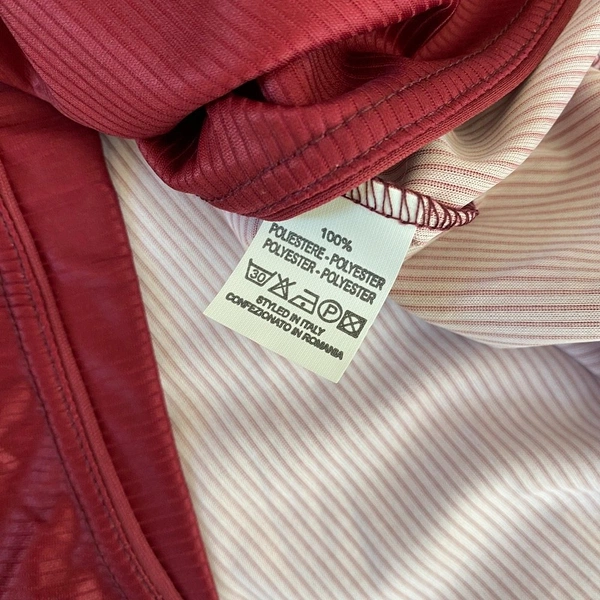 100%
POLIESTERE - POLYESTER
POLYESTER - POLYESTER
30 P
STYLED IN ITALY
CONFEZIONATO IN ROMANIA